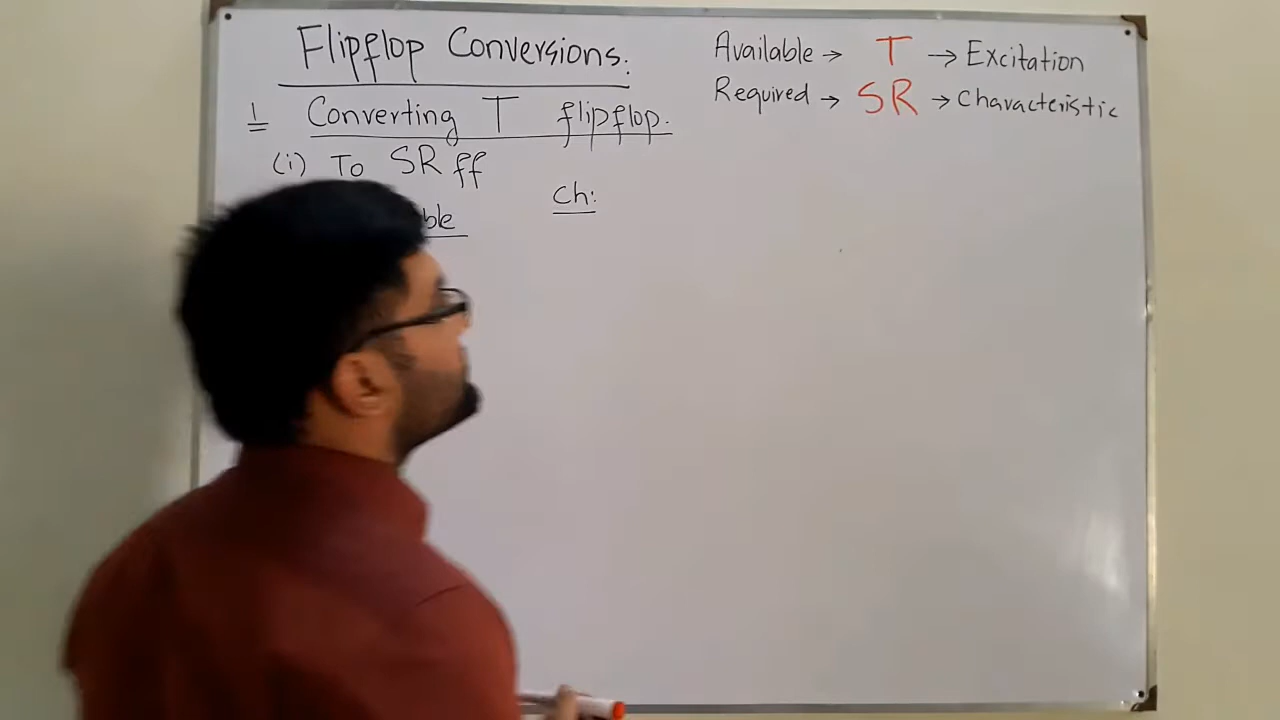 Flipflop Conversions:
Available → T → Excitation
Required → SR → Characteristic
1 Converting T flipflop.
(i) To SR ff
Ch: